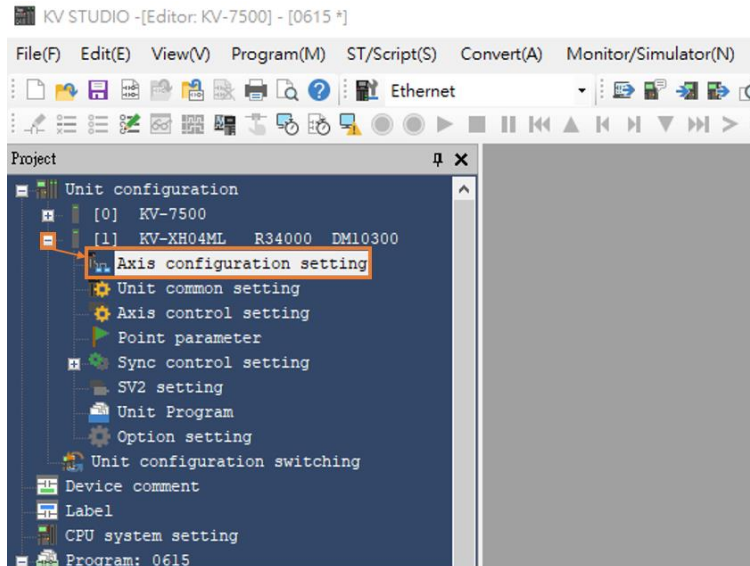 KV STUDIO -[Editor: KV-7500] - [0615 *]
File(F) Edit(E) View(V) Program(M) ST/Script(S) Convert(A) Monitor/Simulator(N)
Ethernet
Project
Unit configuration
[0] KV-7500
[1] KV-XH04ML R34000 DM10300
Axis configuration setting
Unit common setting
Axis control setting
Point parameter
Sync control setting
SV2 setting
Unit Program
Option setting
Unit configuration switching
Device comment
Label
CPU system setting
Program: 0615